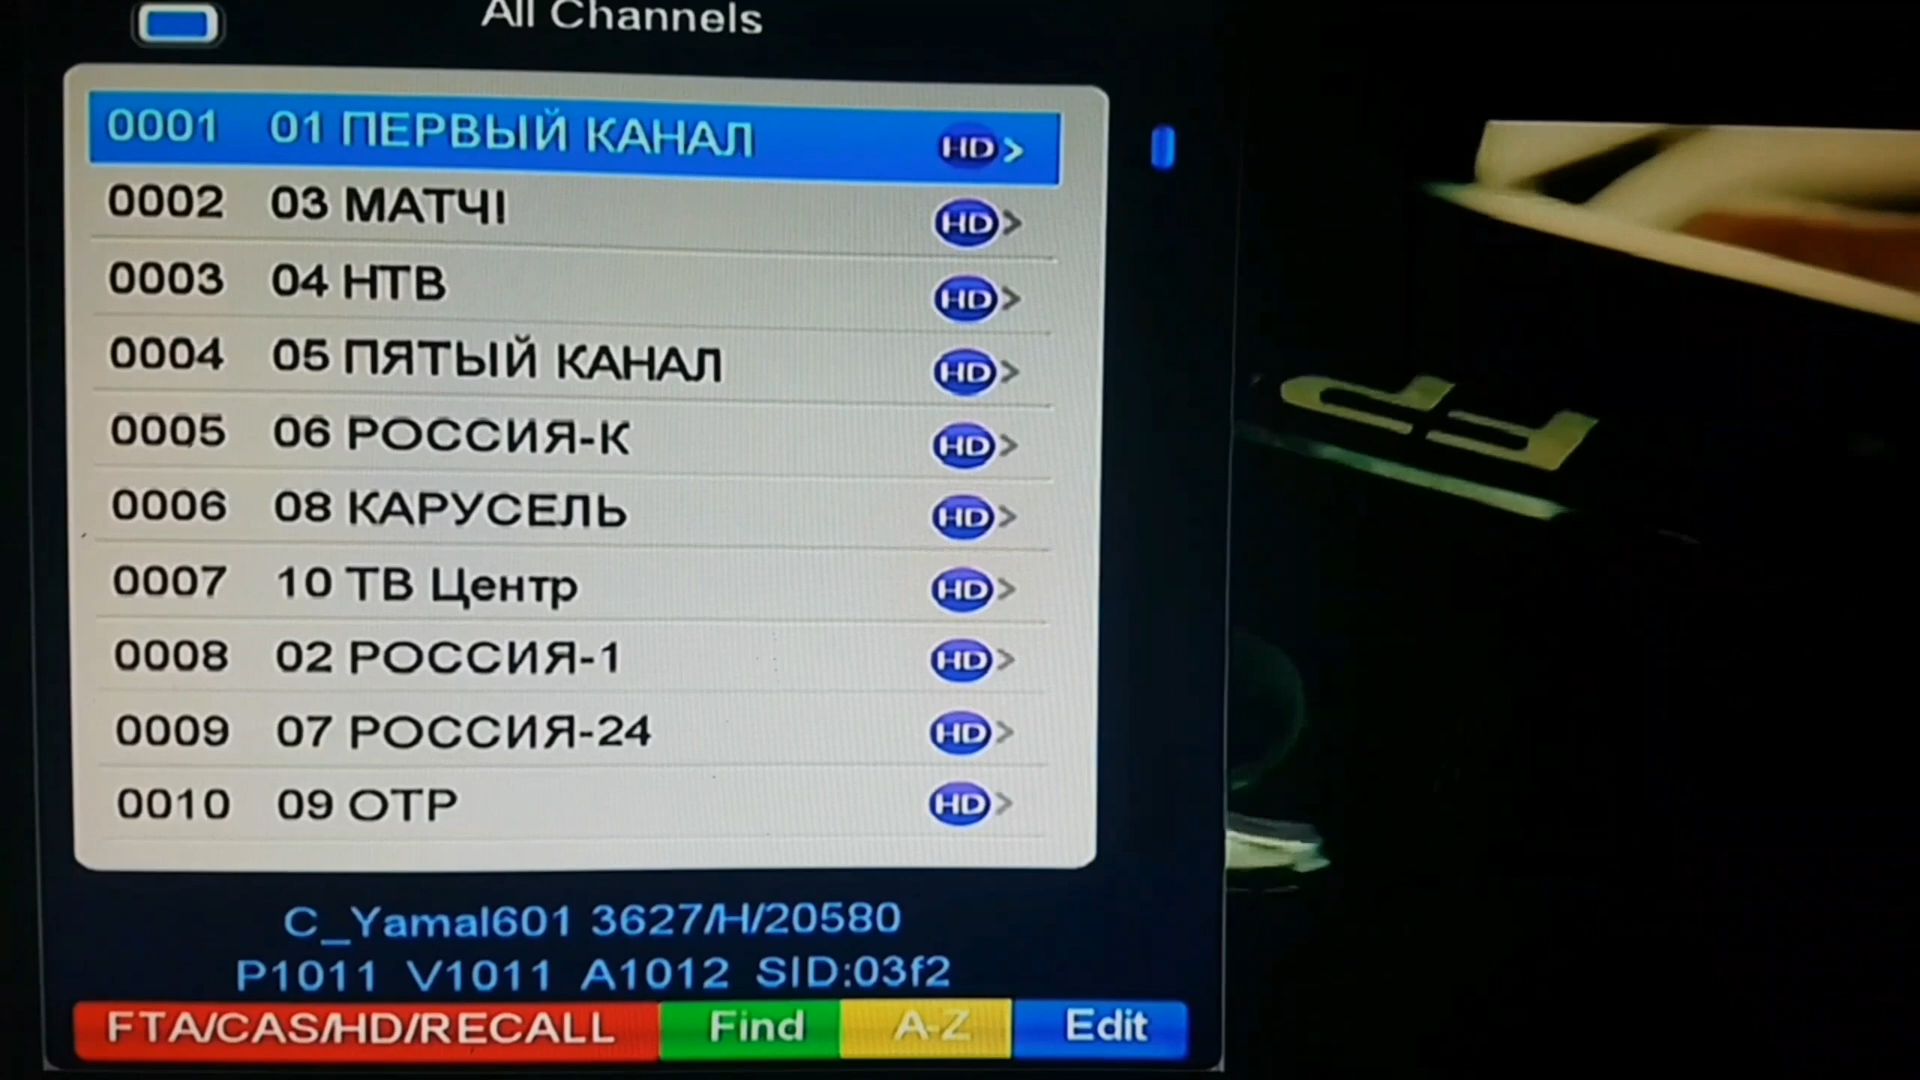 All Channels
0001 01 ПЕРВЫЙ КАНАЛ HD >
0002 03 МАТЧ! HD >
0003 04 НТВ HD >
0004 05 ПЯТЫЙ КАНАЛ HD >
0005 06 РОССИЯ-К HD >
0006 08 КАРУСЕЛЬ HD >
0007 10 ТВ Центр HD >
0008 02 РОССИЯ-1 HD >
0009 07 РОССИЯ-24 HD >
0010 09 ОТР HD >
C_Yamal601 3627/H/20580
P1011 V1011 A1012 SID:03f2
FTA/CAS/HD/RECALL Find A-Z Edit